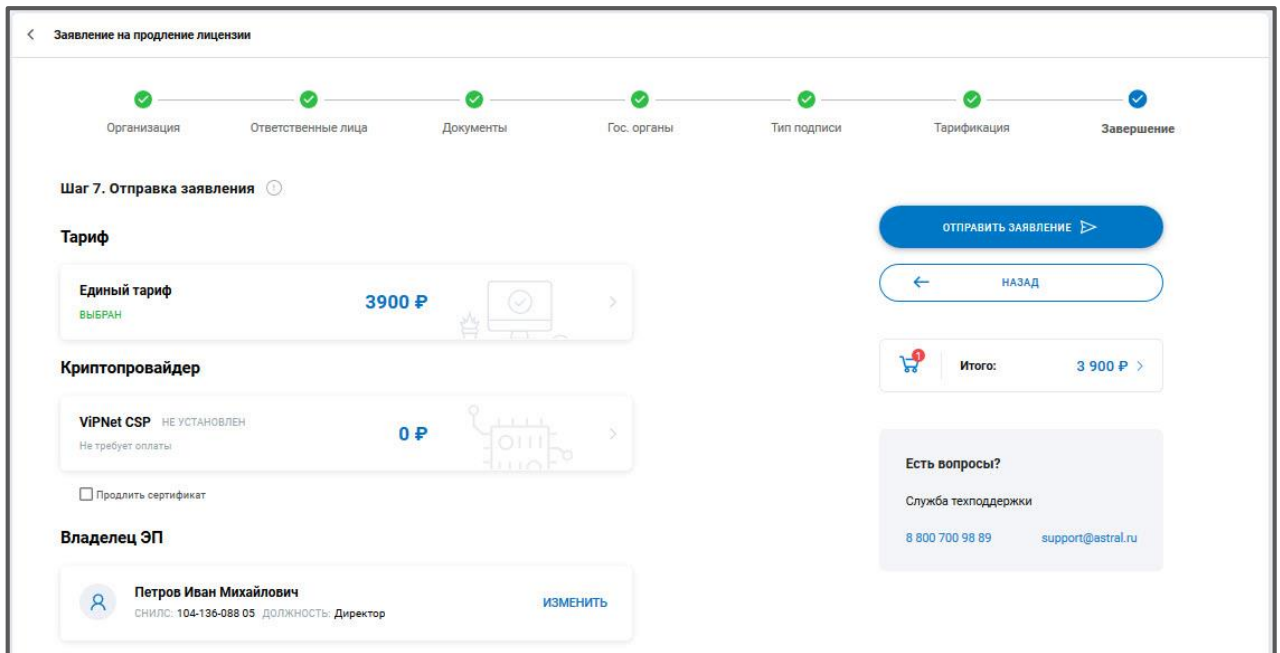 Заявление на продление лицензии
Организация
Ответственные лица
Документы
Гос. органы
Тип подписи
Тарификация
Завершение
Шаг 7. Отправка заявления
Тариф
Единый тариф
ВЫБРАН
3900 ₽
Криптопровайдер
ViPNet CSP НЕ УСТАНОВЛЕН
Не требует оплаты
0 ₽
Продлить сертификат
Владелец ЭП
Петров Иван Михайлович
СНИЛС: 104-136-088 05 ДОЛЖНОСТЬ: Директор
ИЗМЕНИТЬ
ОТПРАВИТЬ ЗАЯВЛЕНИЕ
НАЗАД
1
Итого: 3 900 ₽
Есть вопросы?
Служба техподдержки
8 800 700 98 89 support@astral.ru